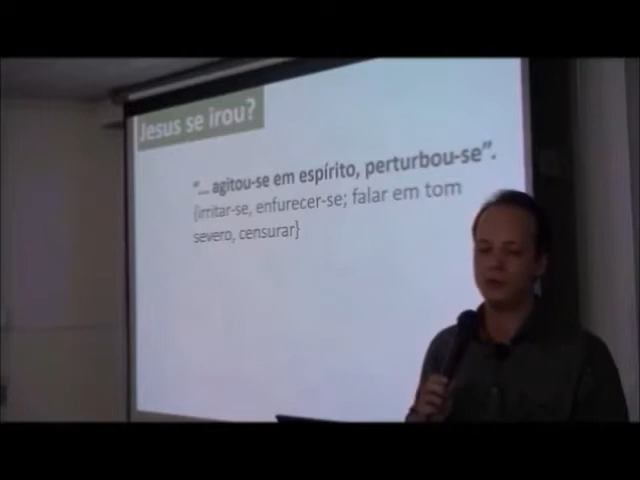 Jesus se irou?
“... agitou-se em espírito, perturbou-se”.
{irritar-se, enfurecer-se; falar em tom
severo, censurar}